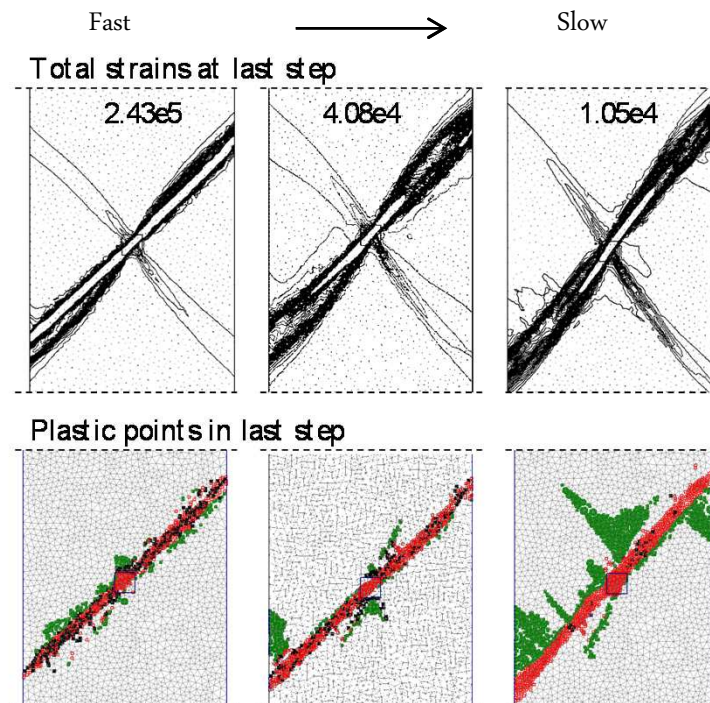 Fast Slow
Total strains at last step
2.43e5 4.08e4 1.05e4
Plastic points in last step